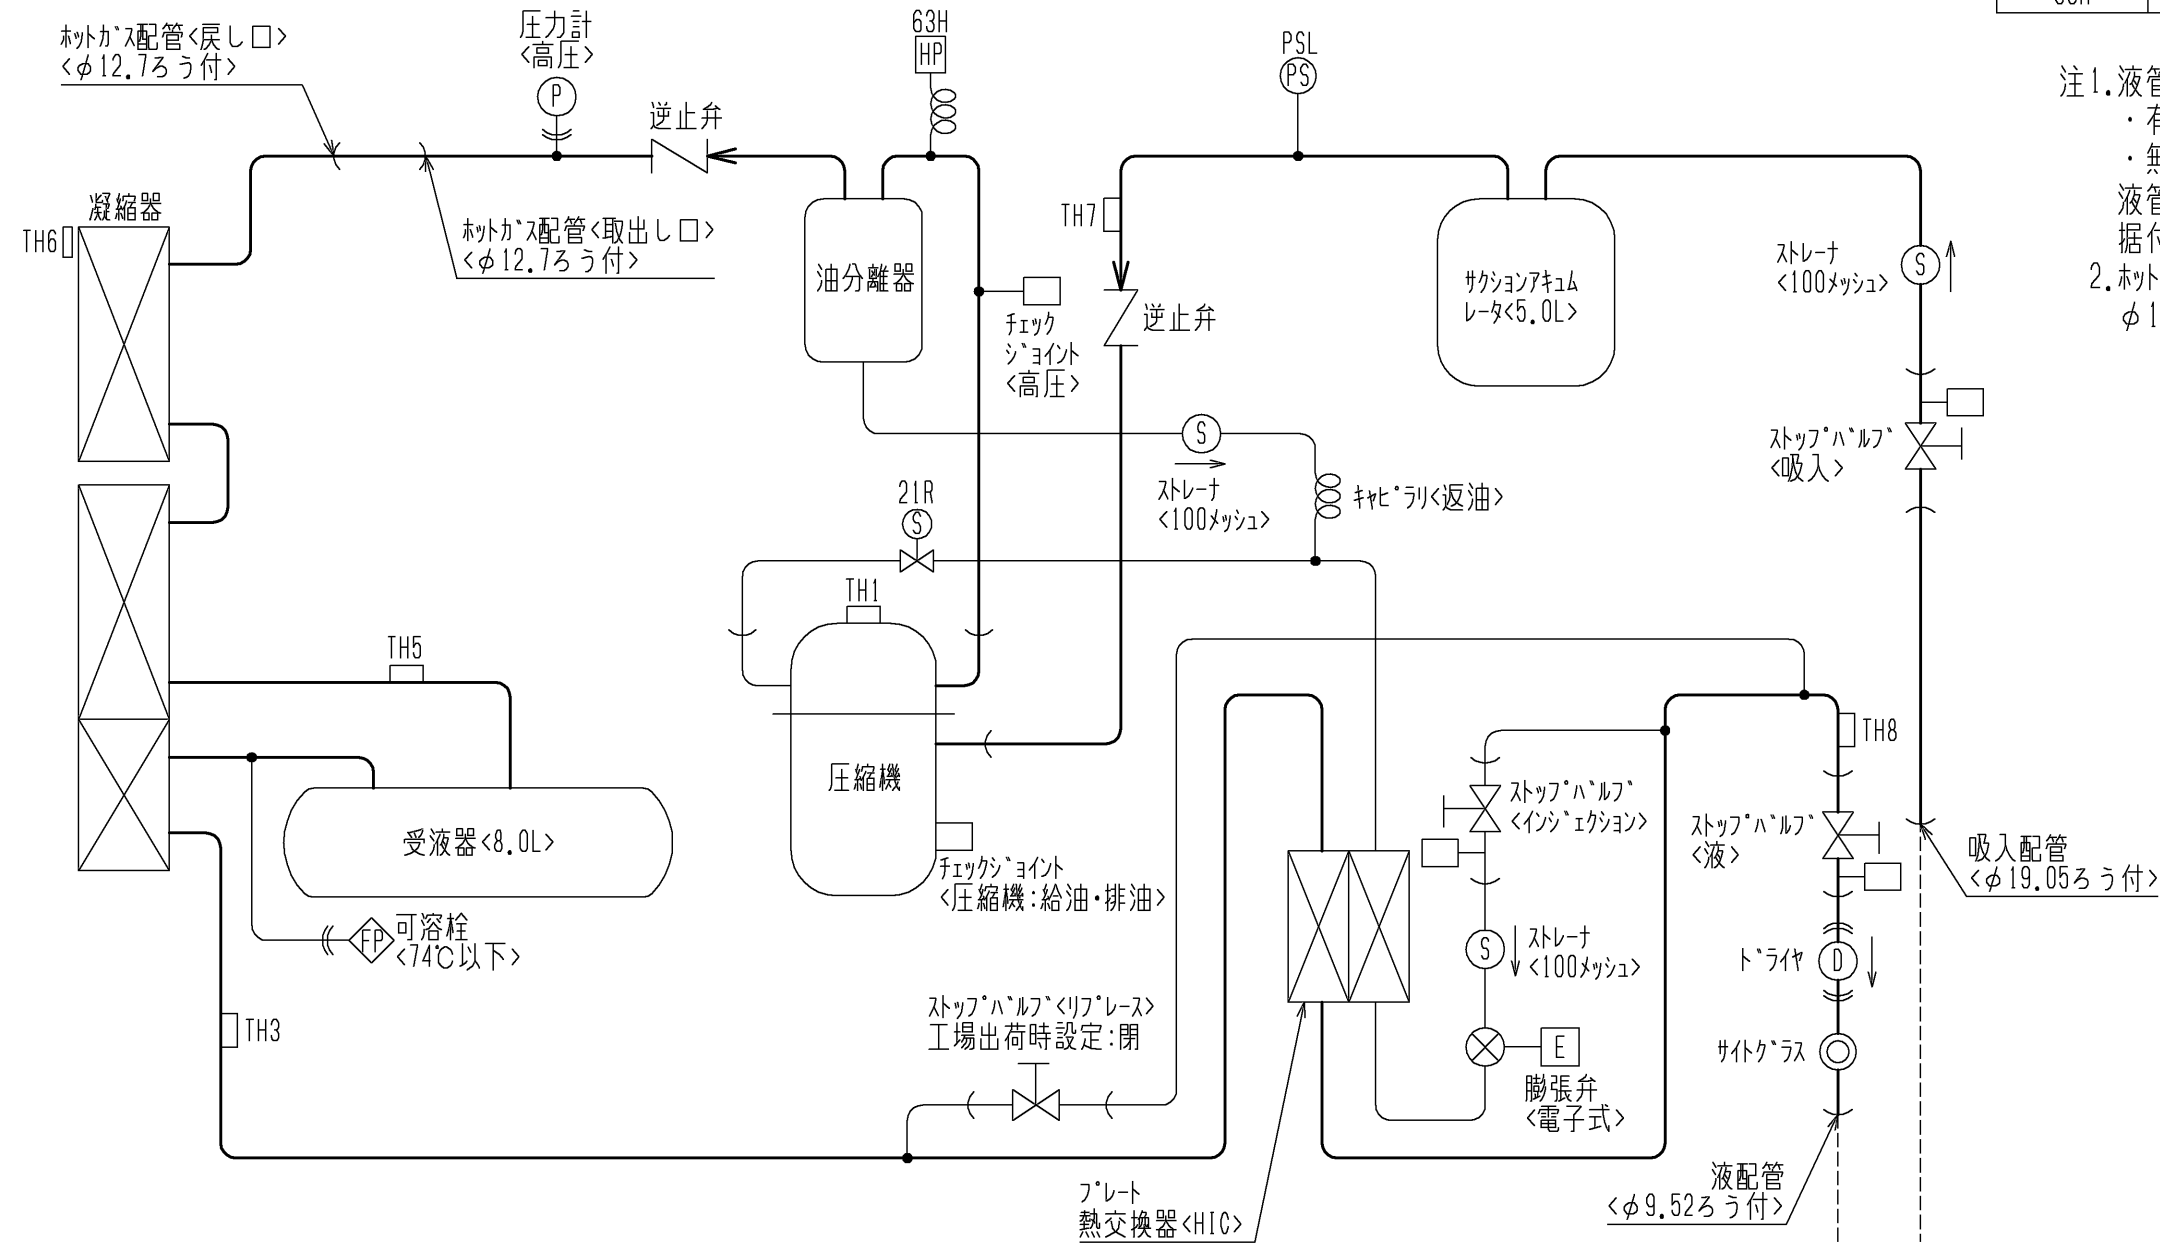 ﾎｯﾄｶﾞｽ配管<戻し口>
<φ12.7ろう付>
圧力計
<高圧>
P
63H
HP
逆止弁
PSL
PS
注1.液管
・
・
液管
据付
2.ﾎｯﾄ
φ1
凝縮器
TH6
ﾎｯﾄｶﾞｽ配管<取出し口>
<φ12.7ろう付>
油分離器
TH7
逆止弁
ﾁｪｯｸ
ｼﾞｮｲﾝﾄ
<高圧>
ｻｸｼｮﾝｱｷｭﾑ
ﾚｰﾀ<5.0L>
ｽﾄﾚｰﾅ
<100ﾒｯｼｭ>
S
ｽﾄｯﾌﾟﾊﾞﾙﾌﾞ
<吸入>
S
ｽﾄﾚｰﾅ
<100ﾒｯｼｭ>
ｷｬﾋﾟﾗﾘ<返油>
21R
S
TH1
圧縮機
ﾁｪｯｸｼﾞｮｲﾝﾄ
<圧縮機:給油・排油>
TH5
受液器<8.0L>
FP
可溶栓
<74℃以下>
TH3
ｽﾄｯﾌﾟﾊﾞﾙﾌﾞ<ﾘﾌﾟﾚｰｽ>
工場出荷時設定:閉
ｽﾄｯﾌﾟﾊﾞﾙﾌﾞ
<ｲﾝｼﾞｪｸｼｮﾝ>
S
ｽﾄﾚｰﾅ
<100ﾒｯｼｭ>
E
膨張弁
<電子式>
ﾌﾟﾚｰﾄ
熱交換器<HIC>
TH8
ｽﾄｯﾌﾟﾊﾞﾙﾌﾞ
<液>
吸入配管
<φ19.05ろう付>
ﾄﾞﾗｲﾔ
D
ｻｲﾄｸﾞﾗｽ
液配管
<φ9.52ろう付>